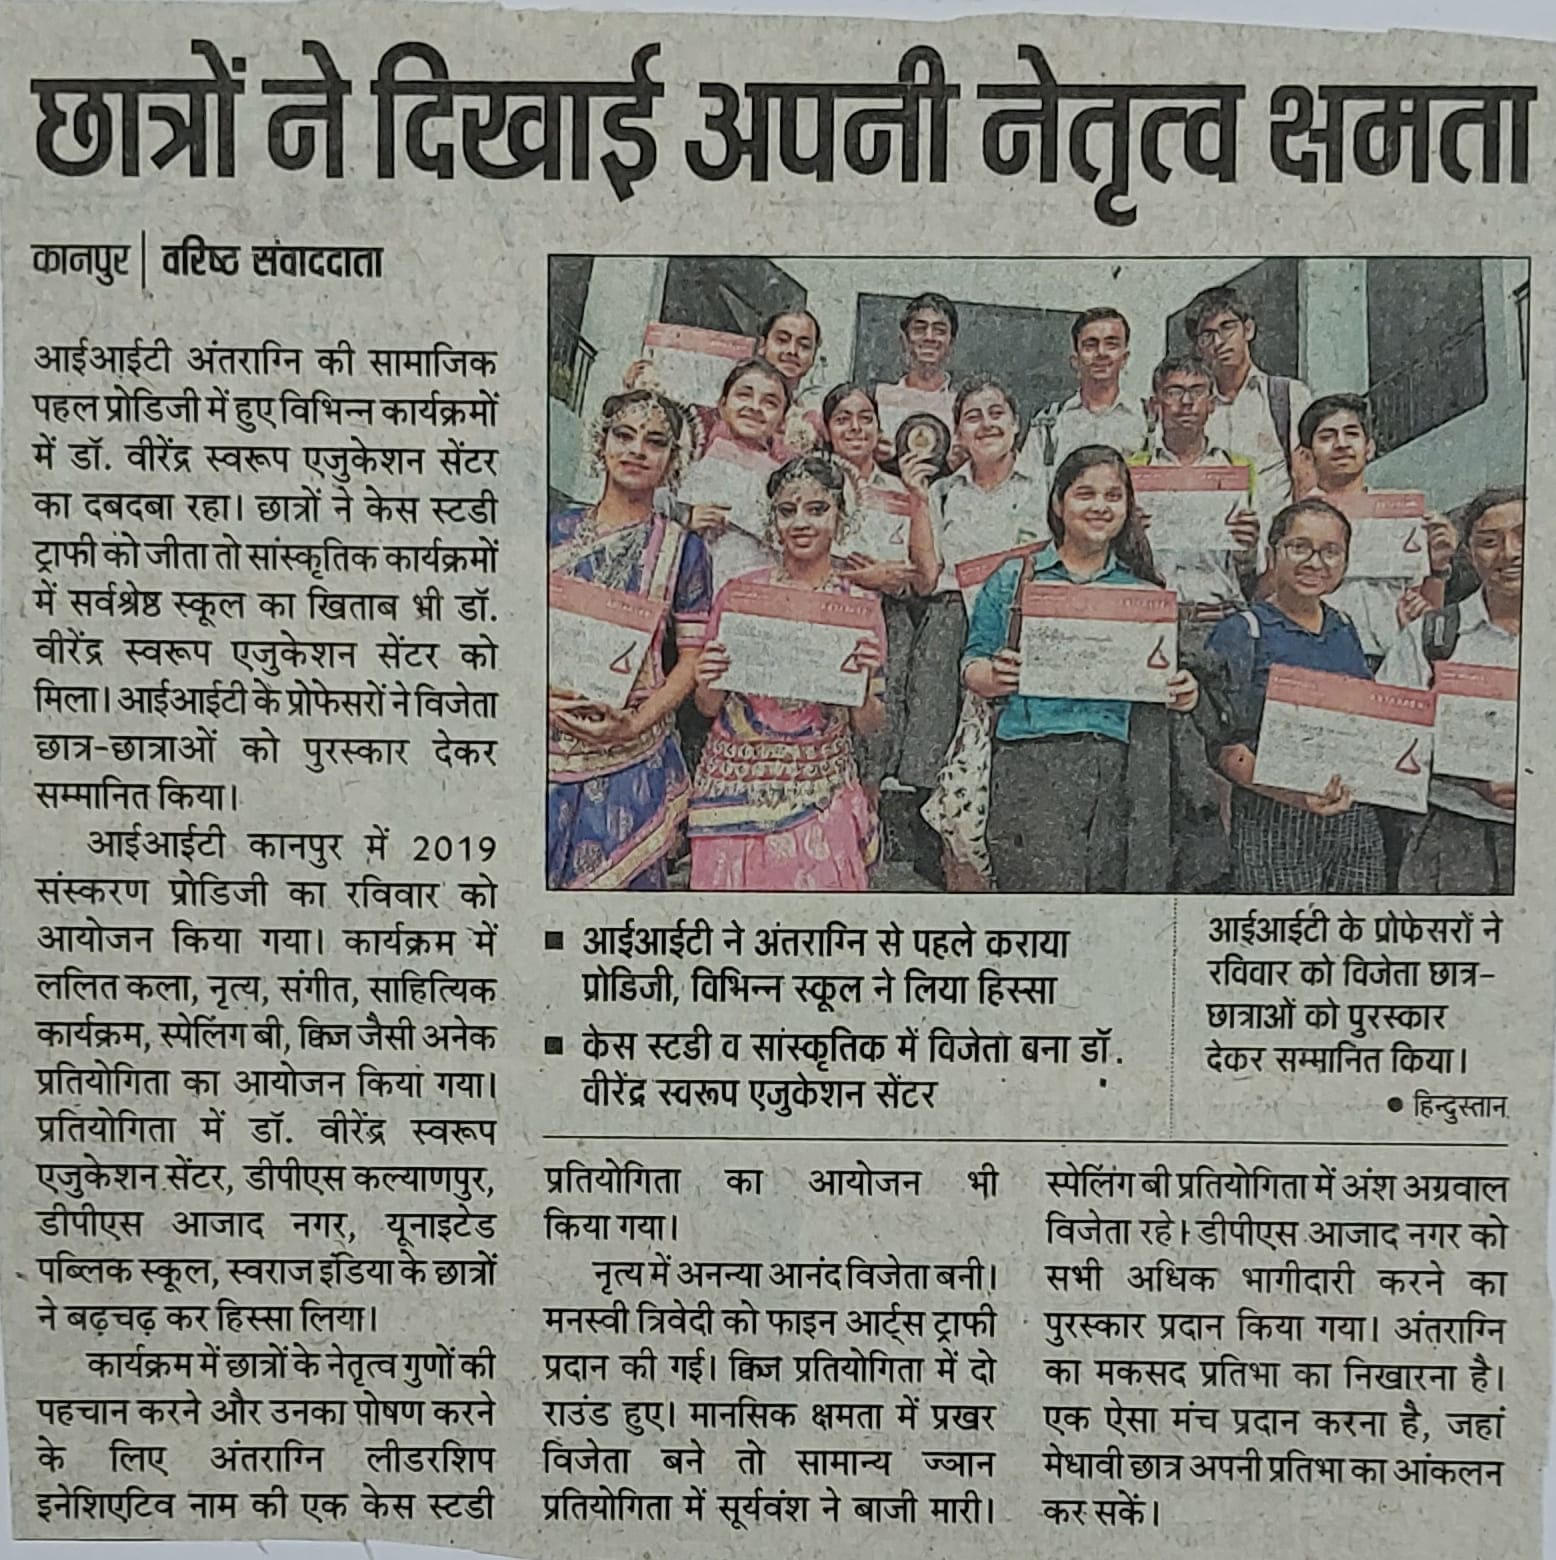 छात्रों ने दिखाई अपनी नेतृत्व क्षमता
कानपुर | वरिष्ठ संवाददाता
आईआईटी अंतराग्नि की सामाजिक
पहल प्रोडिजी में हुए विभिन्न कार्यक्रमों
में डॉ. वीरेंद्र स्वरूप एजुकेशन सेंटर
का दबदबा रहा। छात्रों ने केस स्टडी
ट्राफी को जीता तो सांस्कृतिक कार्यक्रमों
में सर्वश्रेष्ठ स्कूल का खिताब भी डॉ.
वीरेंद्र स्वरूप एजुकेशन सेंटर को
मिला। आईआईटी के प्रोफेसरों ने विजेता
छात्र-छात्राओं को पुरस्कार देकर
सम्मानित किया।
आईआईटी कानपुर में 2019
संस्करण प्रोडिजी का रविवार को
आयोजन किया गया। कार्यक्रम में
ललित कला, नृत्य, संगीत, साहित्यिक
कार्यक्रम, स्पेलिंग बी, क्विज जैसी अनेक
प्रतियोगिता का आयोजन किया गया।
प्रतियोगिता में डॉ. वीरेंद्र स्वरूप
एजुकेशन सेंटर, डीपीएस कल्याणपुर,
डीपीएस आजाद नगर, यूनाइटेड
पब्लिक स्कूल, स्वराज इंडिया के छात्रों
ने बढ़चढ़ कर हिस्सा लिया।
कार्यक्रम में छात्रों के नेतृत्व गुणों की
पहचान करने और उनका पोषण करने
के लिए अंतराग्नि लीडरशिप
इनेशिएटिव नाम की एक केस स्टडी
■ आईआईटी ने अंतराग्नि से पहले कराया
प्रोडिजी, विभिन्न स्कूल ने लिया हिस्सा
■ केस स्टडी व सांस्कृतिक में विजेता बना डॉ.
वीरेंद्र स्वरूप एजुकेशन सेंटर
आईआईटी के प्रोफेसरों ने
रविवार को विजेता छात्र-
छात्राओं को पुरस्कार
देकर सम्मानित किया।
● हिन्दुस्तान
प्रतियोगिता का आयोजन भी
किया गया।
नृत्य में अनन्या आनंद विजेता बनी।
मनस्वी त्रिवेदी को फाइन आर्ट्स ट्राफी
प्रदान की गई। क्विज प्रतियोगिता में दो
राउंड हुए। मानसिक क्षमता में प्रखर
विजेता बने तो सामान्य ज्ञान
प्रतियोगिता में सूर्यवंश ने बाजी मारी।
स्पेलिंग बी प्रतियोगिता में अंश अग्रवाल
विजेता रहे। डीपीएस आजाद नगर को
सभी अधिक भागीदारी करने का
पुरस्कार प्रदान किया गया। अंतराग्नि
का मकसद प्रतिभा का निखारना है।
एक ऐसा मंच प्रदान करना है, जहां
मेधावी छात्र अपनी प्रतिभा का आंकलन
कर सकें।